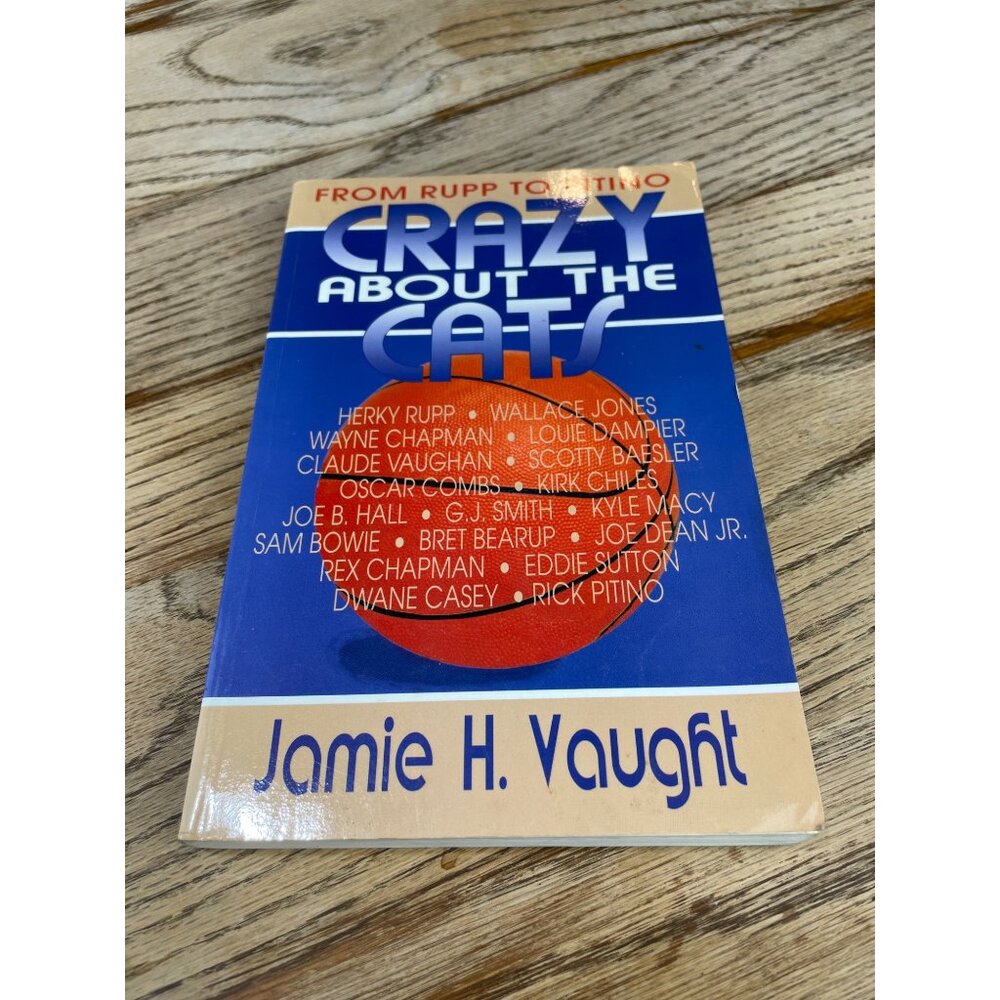 FROM RUPP TO PITINO
CRAZY
ABOUT THE
CATS
HERKY RUPP • WALLACE JONES
WAYNE CHAPMAN • LOUIE DAMPIER
CLAUDE VAUGHAN • SCOTTY BAESLER
OSCAR COMBS • KIRK CHILES
JOE B. HALL • G.J. SMITH • KYLE MACY
SAM BOWIE • BRET BEARUP • JOE DEAN JR.
REX CHAPMAN • EDDIE SUTTON
DWANE CASEY • RICK PITINO
Jamie H. Vaught